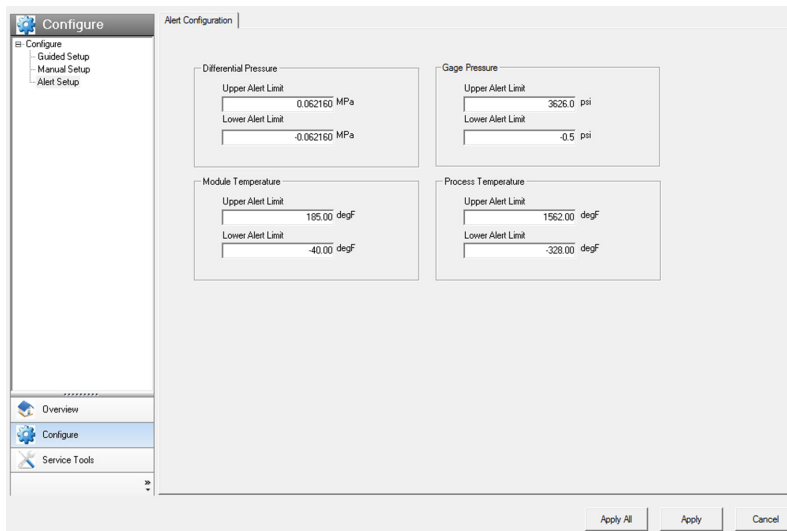 Configure
Configure
Guided Setup
Manual Setup
Alert Setup
Overview
Configure
Service Tools
Alert Configuration
Differential Pressure
Upper Alert Limit
0.062160 MPa
Lower Alert Limit
-0.062160 MPa
Gage Pressure
Upper Alert Limit
3626.0 psi
Lower Alert Limit
-0.5 psi
Module Temperature
Upper Alert Limit
185.00 degF
Lower Alert Limit
-40.00 degF
Process Temperature
Upper Alert Limit
1562.00 degF
Lower Alert Limit
-328.00 degF
Apply All Apply Cancel